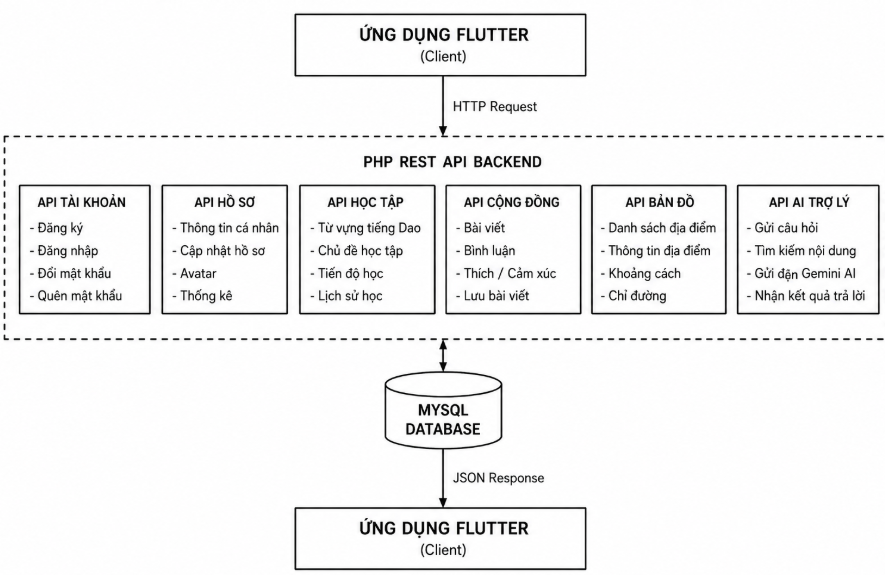 ỨNG DỤNG FLUTTER
(Client)
HTTP Request
PHP REST API BACKEND
API TÀI KHOẢN
- Đăng ký
- Đăng nhập
- Đổi mật khẩu
- Quên mật khẩu
API HỒ SƠ
- Thông tin cá nhân
- Cập nhật hồ sơ
- Avatar
- Thống kê
API HỌC TẬP
- Từ vựng tiếng Dao
- Chủ đề học tập
- Tiến độ học
- Lịch sử học
API CỘNG ĐỒNG
- Bài viết
- Bình luận
- Thích / Cảm xúc
- Lưu bài viết
API BẢN ĐỒ
- Danh sách địa điểm
- Thông tin địa điểm
- Khoảng cách
- Chỉ đường
API AI TRỢ LÝ
- Gửi câu hỏi
- Tìm kiếm nội dung
- Gửi đện Gemini AI
- Nhận kết quả trả lời
MYSQL
DATABASE
JSON Response
ỨNG DỤNG FLUTTER
(Client)